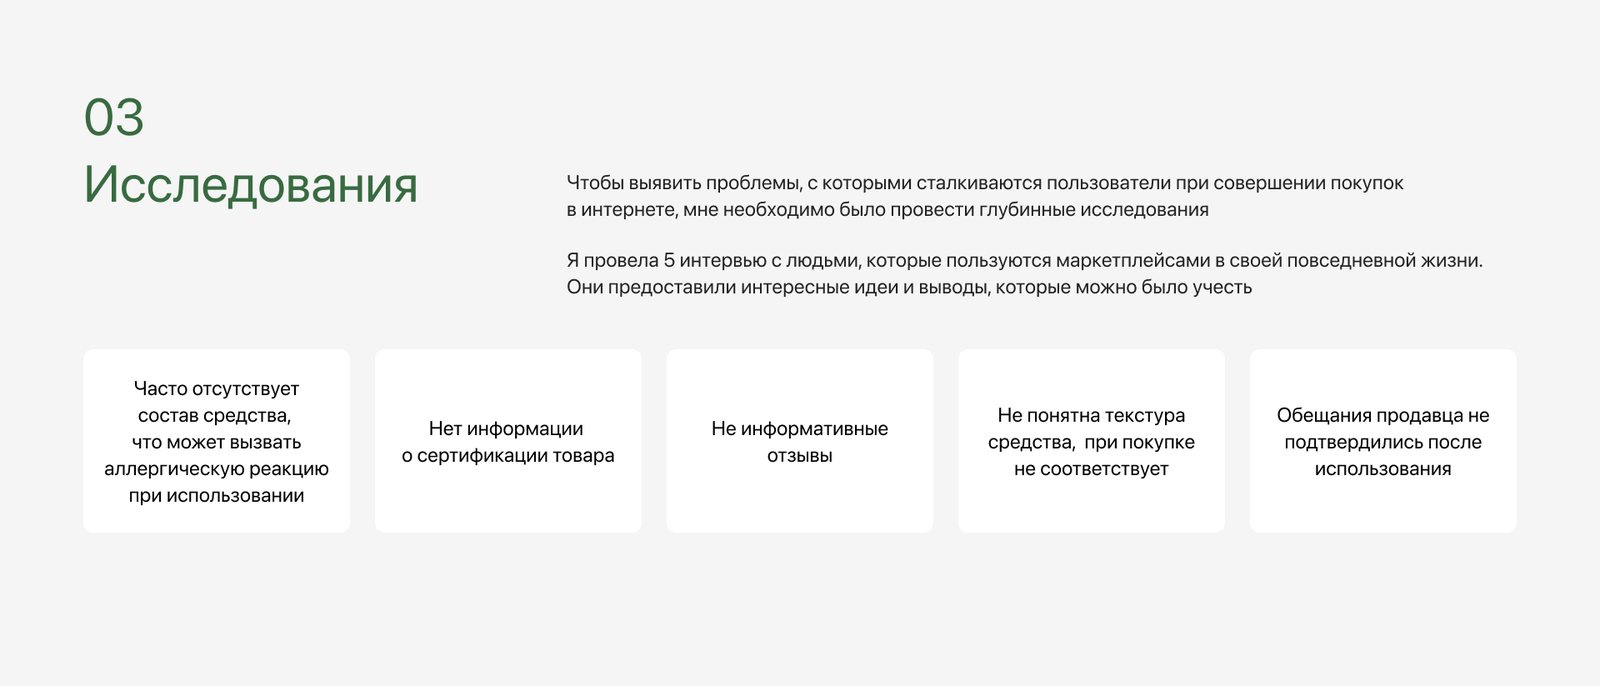 03
Исследования
Чтобы выявить проблемы, с которыми сталкиваются пользователи при совершении покупок
в интернете, мне необходимо было провести глубинные исследования
Я провела 5 интервью с людьми, которые пользуются маркетплейсами в своей повседневной жизни.
Они предоставили интересные идеи и выводы, которые можно было учесть
Часто отсутствует
состав средства,
что может вызвать
аллергическую реакцию
при использовании
Нет информации
о сертификации товара
Не информативные
отзывы
Не понятна текстура
средства,  при покупке
не соответствует
Обещания продавца не
подтвердились после
использования